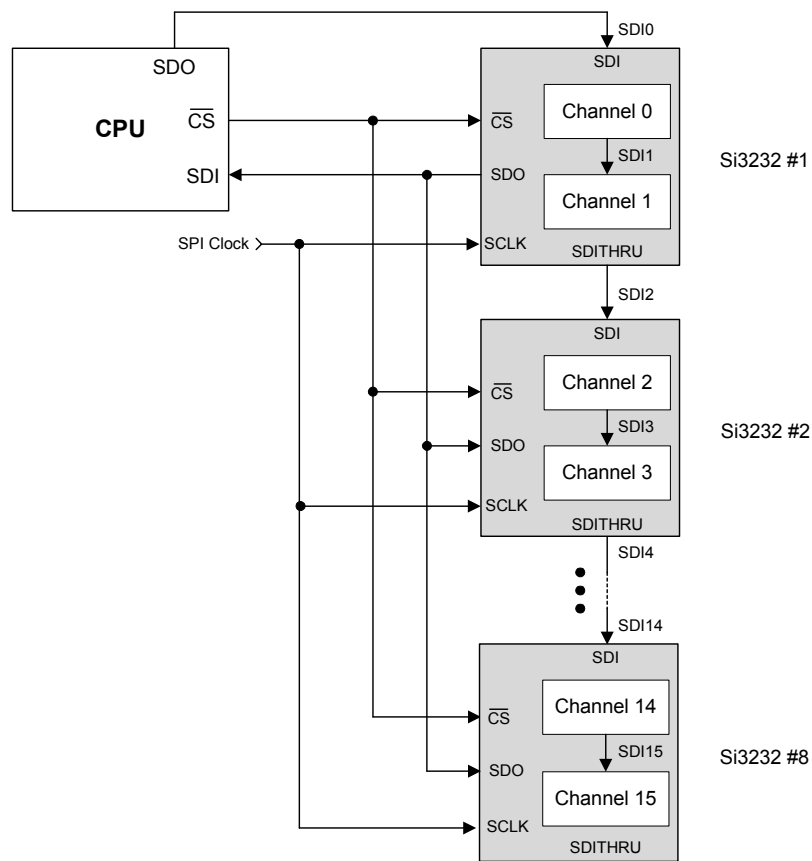 SDI0
SDO
CPU
CS
SDI
SPI Clock
SDI
Channel 0
CS
SDI1
SDO
Channel 1
SCLK
SDITHRU
Si3232 #1
SDI2
SDI
Channel 2
CS
SDI3
SDO
Channel 3
SCLK
SDITHRU
Si3232 #2
SDI4
SDI14
SDI
Channel 14
CS
SDI15
SDO
Channel 15
SCLK
SDITHRU
Si3232 #8